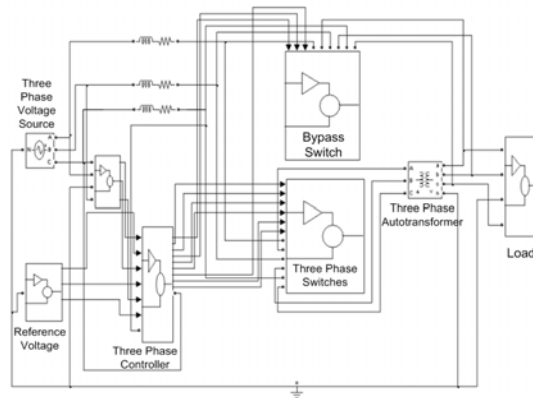 Three
Phase
Voltage
Source
N
A
B
C
Bypass
Switch
A
B
C
a
b
c
Three Phase
Autotransformer
Load
Three Phase
Switches
Reference
Voltage
Three Phase
Controller